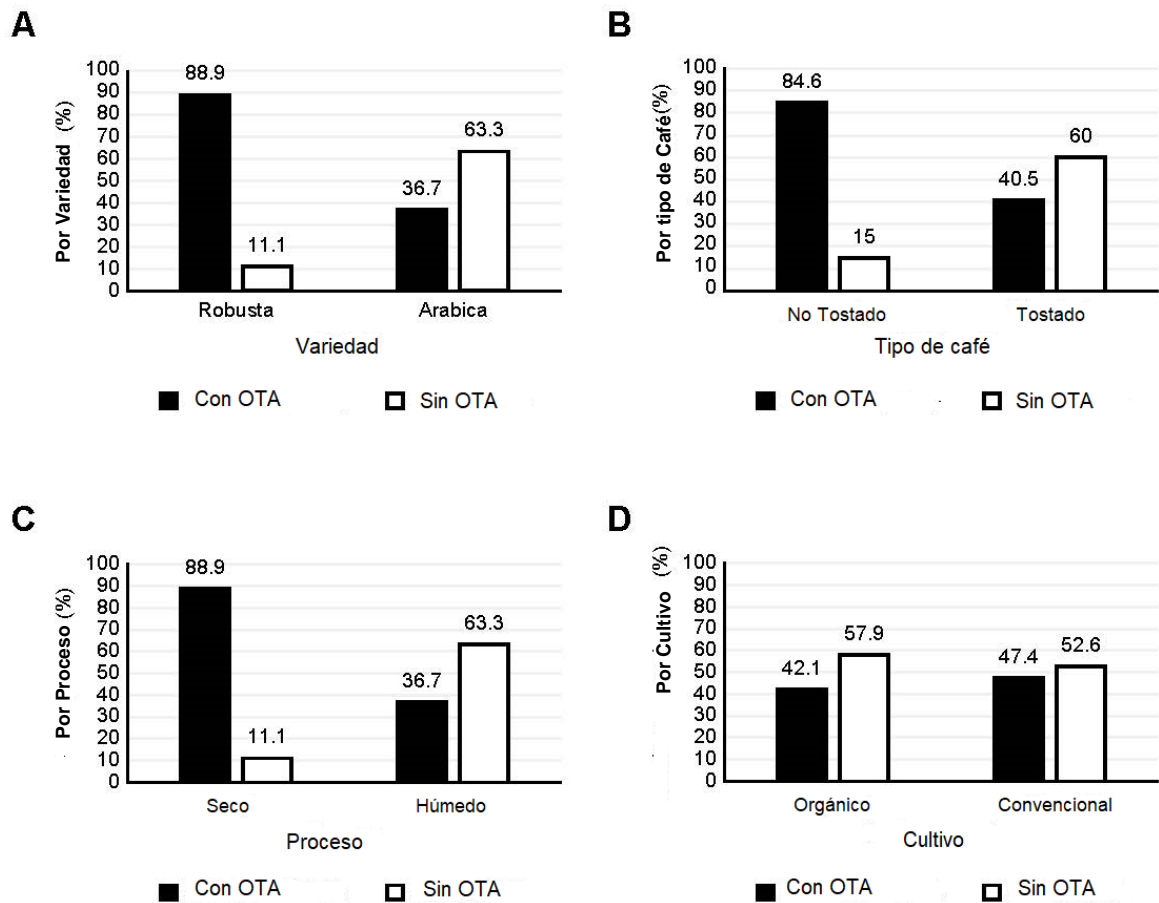 A
100
90
80
70
60
50
40
30
20
10
0
Por Variedad (%)
88.9
11.1
36.7
63.3
Robusta
Arabica
Variedad
Con OTA
Sin OTA
B
100
90
80
70
60
50
40
30
20
10
0
Por tipo de Café(%)
84.6
15
40.5
60
No Tostado
Tostado
Tipo de café
Con OTA
Sin OTA
C
100
90
80
70
60
50
40
30
20
10
0
Por Proceso (%)
88.9
11.1
36.7
63.3
Seco
Húmedo
Proceso
Con OTA
Sin OTA
D
100
90
80
70
60
50
40
30
20
10
0
Por Cultivo (%)
42.1
57.9
47.4
52.6
Orgánico
Convencional
Cultivo
Con OTA
Sin OTA